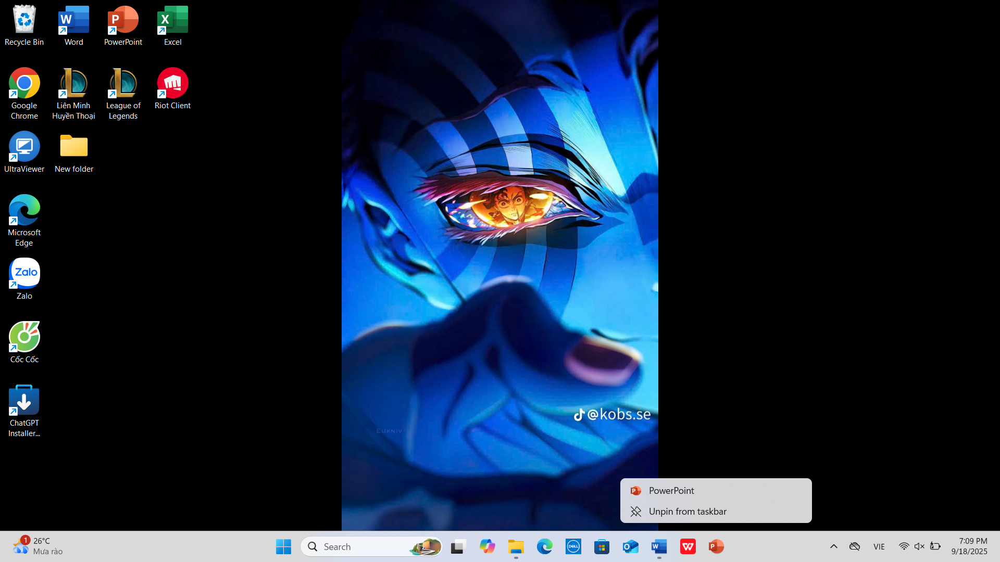 Recycle Bin
Word
PowerPoint
Excel
Google
Chrome
Liên Minh
Huyền Thoại
League of
Legends
Riot Client
UltraViewer
New folder
Microsoft
Edge
Zalo
Zalo
Cốc Cốc
ChatGPT
Installer...
@kobs.se
EUKNIV
PowerPoint
Unpin from taskbar
1
26°C
Mưa rào
Search
DELL
VIE
7:09 PM
9/18/2025